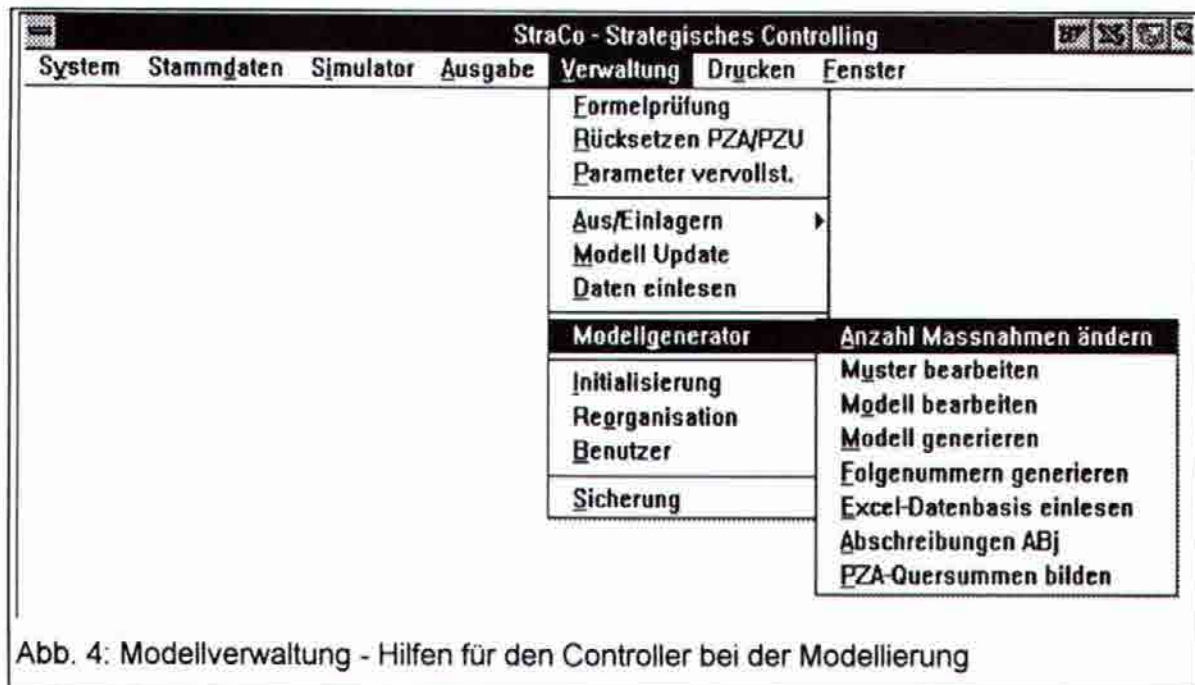 StraCo - Strategisches Controlling
System Stammdaten Simulator Ausgabe Verwaltung Drucken Fenster
Formelprüfung
Rücksetzen PZA/PZU
Parameter vervollst.
Aus/Einlagern
Modell Update
Daten einlesen
Modellgenerator
Initialisierung
Reorganisation
Benutzer
Sicherung
Anzahl Massnahmen ändern
Muster bearbeiten
Modell bearbeiten
Modell generieren
Folgenummern generieren
Excel-Datenbasis einlesen
Abschreibungen ABj
PZA-Quersummen bilden
Abb. 4: Modellverwaltung - Hilfen für den Controller bei der Modellierung